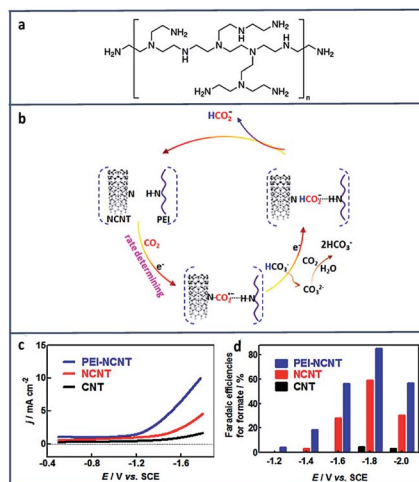 a
NH₂
NH₂
H₂N
N
N
H
N
N
H
N
NH₂
N
H₂N
N
NH₂
n
b
HCO₂⁻
N
H-N
NCNT
PEI
CO₂
e⁻
rate determining
N-CO₂•⁻---H-N
N HCO₂⁻---H-N
e⁻
HCO₃⁻
CO₂
H₂O
2HCO₃⁻
CO₃²⁻
c
15
10
5
0
j / mA cm⁻²
PEI-NCNT
NCNT
CNT
-0.4
-0.8
-1.2
-1.6
E / V vs. SCE
d
80
60
40
20
0
Faradaic efficiencies
for formate / %
PEI-NCNT
NCNT
CNT
-1.2
-1.4
-1.6
-1.8
-2.0
E / V vs. SCE